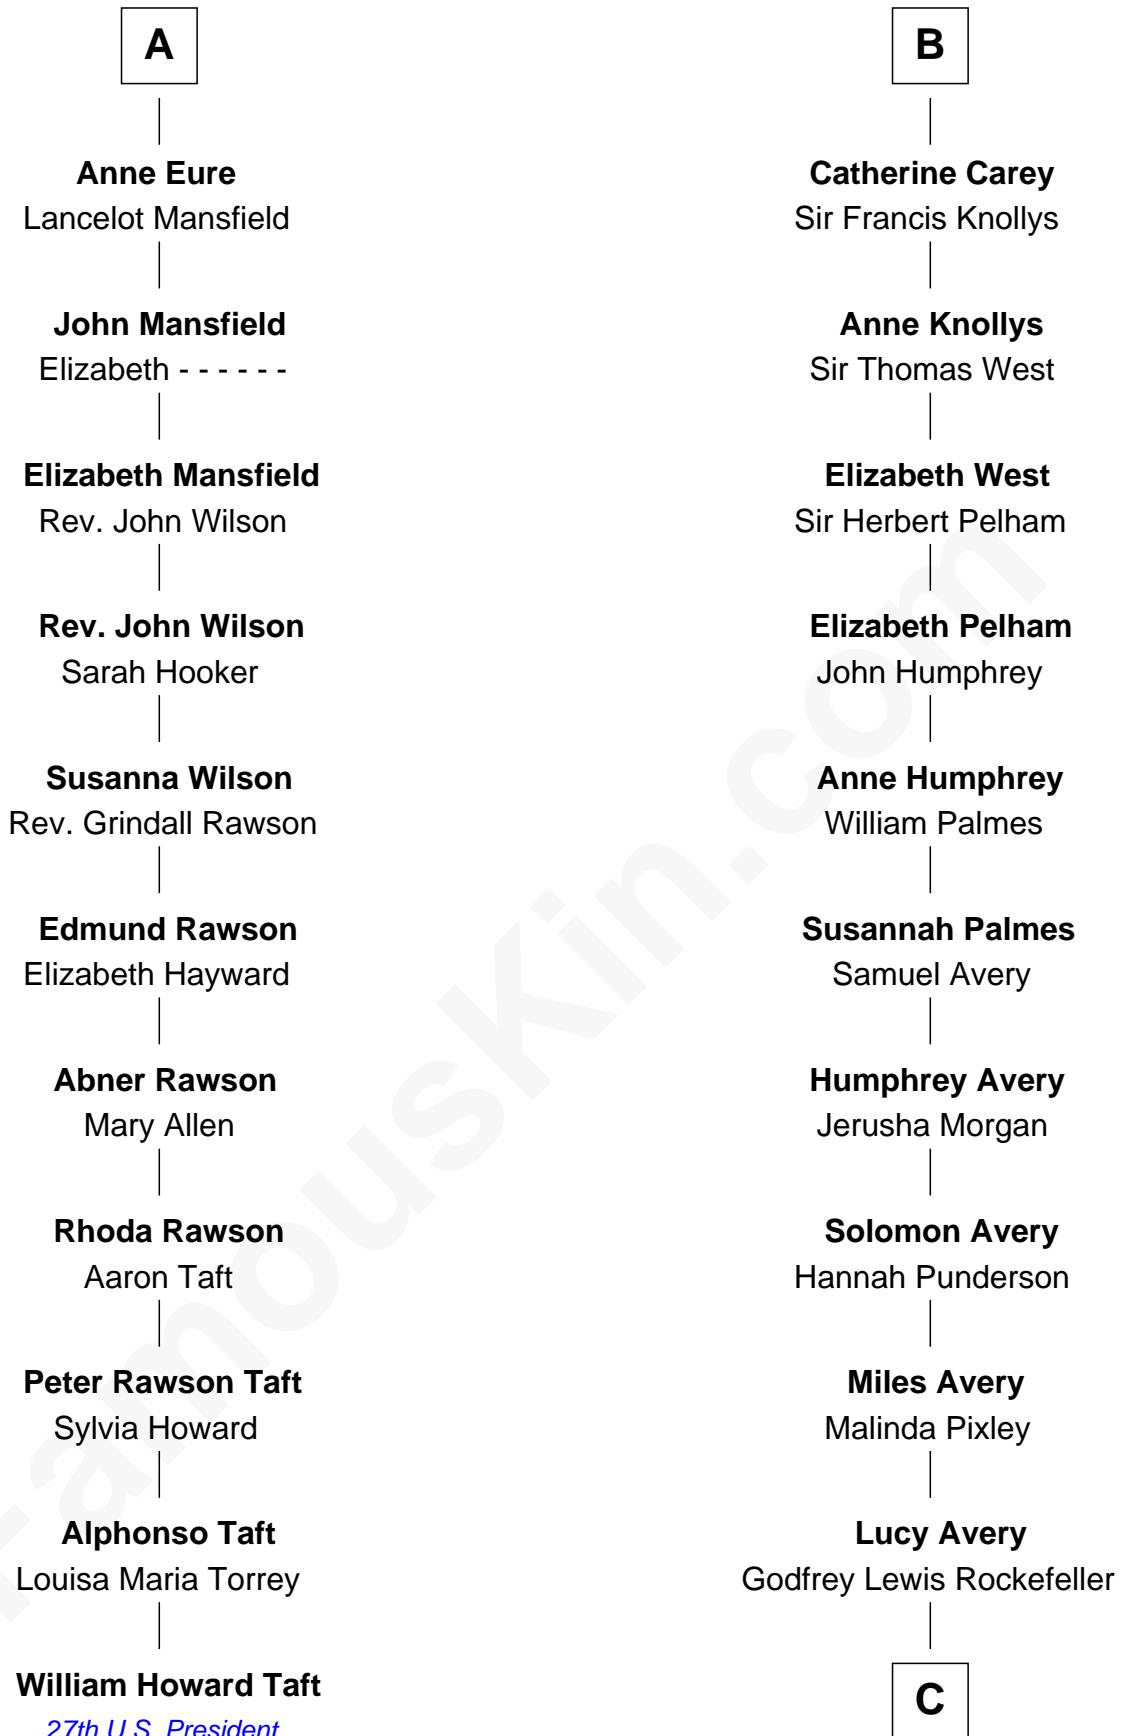 A
Anne Eure
Lancelot Mansfield
John Mansfield
Elizabeth - - - - - -
Elizabeth Mansfield
Rev. John Wilson
Rev. John Wilson
Sarah Hooker
Susanna Wilson
Rev. Grindall Rawson
Edmund Rawson
Elizabeth Hayward
Abner Rawson
Mary Allen
Rhoda Rawson
Aaron Taft
Peter Rawson Taft
Sylvia Howard
Alphonso Taft
Louisa Maria Torrey
William Howard Taft
27th U.S. President
B
Catherine Carey
Sir Francis Knollys
Anne Knollys
Sir Thomas West
Elizabeth West
Sir Herbert Pelham
Elizabeth Pelham
John Humphrey
Anne Humphrey
William Palmes
Susannah Palmes
Samuel Avery
Humphrey Avery
Jerusha Morgan
Solomon Avery
Hannah Punderson
Miles Avery
Malinda Pixley
Lucy Avery
Godfrey Lewis Rockefeller
C
FamousKin.com